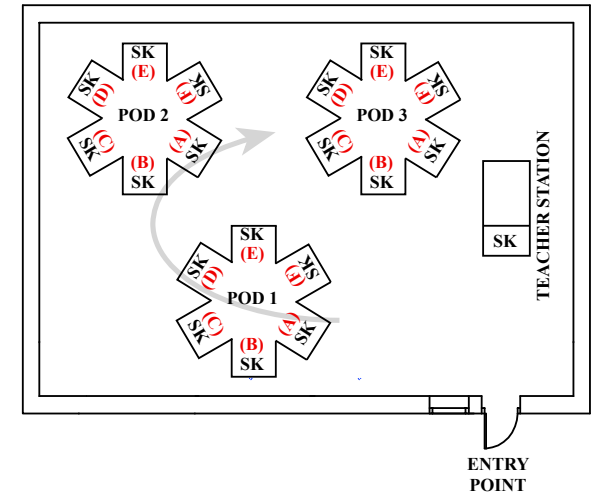 SK
(E)
SK
(D)
SK
(F)
POD 2
SK
(C)
SK
(A)
(B)
SK
SK
(E)
SK
(D)
SK
(F)
POD 3
SK
(C)
SK
(A)
(B)
SK
TEACHER STATION
SK
SK
(E)
SK
(D)
SK
(F)
POD 1
SK
(C)
SK
(A)
(B)
SK
ENTRY
POINT